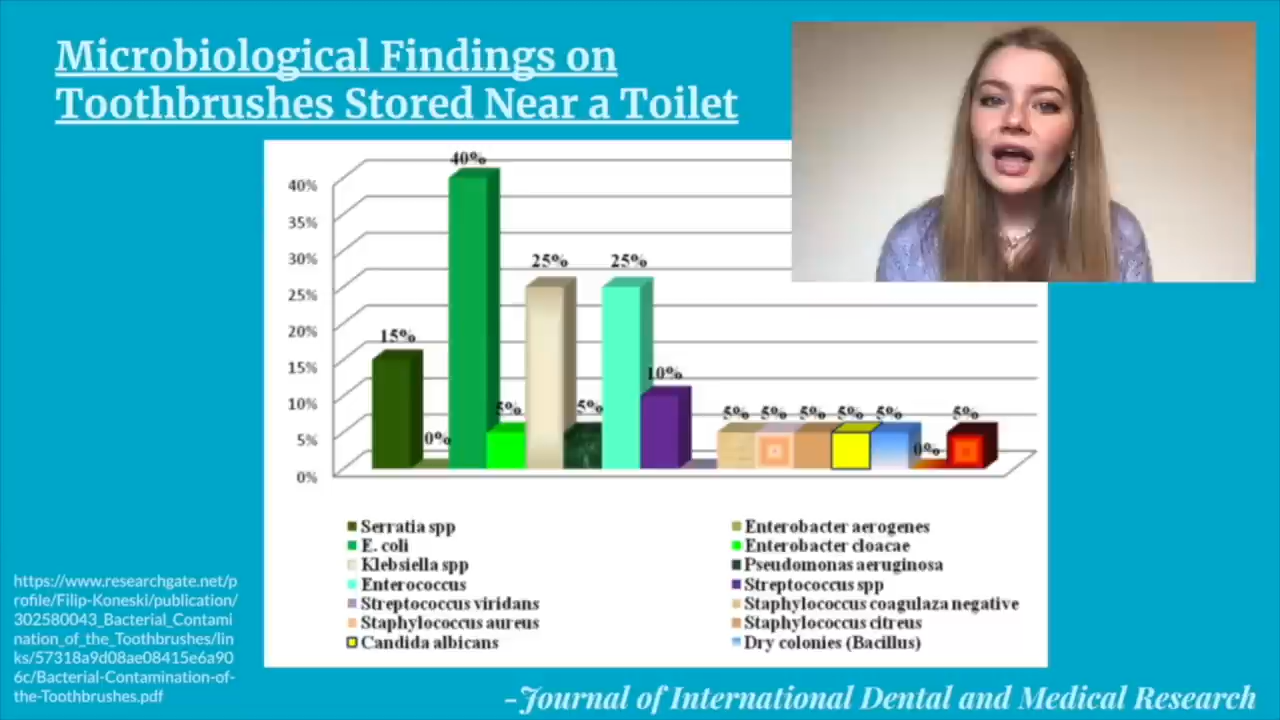 Microbiological Findings on
Toothbrushes Stored Near a Toilet
40%
40%
35%
30%
25%
20%
15%
10%
5%
0%
15%
0%
5%
25%
5%
25%
10%
5%
5%
5%
5%
5%
0%
5%
Serratia spp
Enterobacter aerogenes
E. coli
Enterobacter cloacae
Klebsiella spp
Pseudomonas aeruginosa
Enterococcus
Streptococcus spp
Streptococcus viridans
Staphylococcus coagulaza negative
Staphylococcus aureus
Staphylococcus citreus
Candida albicans
Dry colonies (Bacillus)
https://www.researchgate.net/p
rofile/Filip-Koneski/publication/
302580043_Bacterial_Contami
nation_of_the_Toothbrushes/lin
ks/57318a9d08ae08415e6a90
6c/Bacterial-Contamination-of-
the-Toothbrushes.pdf
-Journal of International Dental and Medical Research